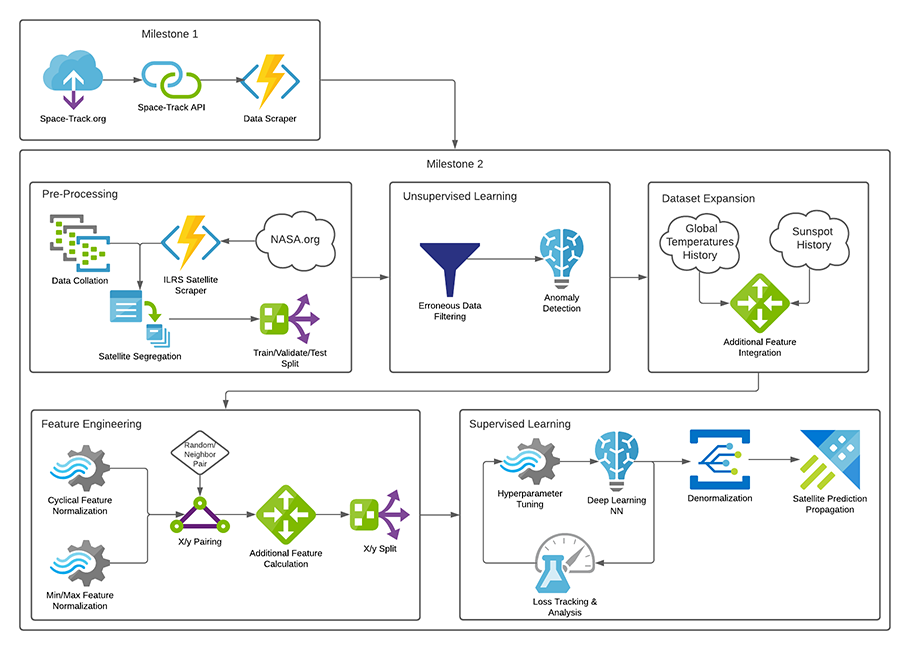 Milestone 1
Space-Track.org
Space-Track API
Data Scraper
Milestone 2
Pre-Processing
Data Collation
ILRS Satellite
Scraper
NASA.org
Satellite Segregation
Train/Validate/Test
Split
Unsupervised Learning
Erroneous Data
Filtering
Anomaly
Detection
Dataset Expansion
Global
Temperatures
History
Sunspot
History
Additional Feature
Integration
Feature Engineering
Cyclical Feature
Normalization
Min/Max Feature
Normalization
Random/
Neighbor
Pair
X/y Pairing
Additional Feature
Calculation
X/y Split
Supervised Learning
Hyperparameter
Tuning
Deep Learning
NN
Denormalization
Satellite Prediction
Propagation
Loss Tracking &
Analysis